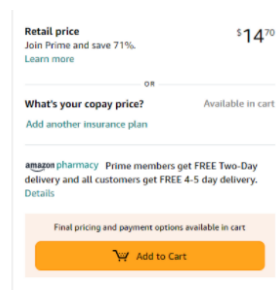 Retail price
$14.70
Join Prime and save 71%.
Learn more
OR
What's your copay price?
Available in cart
Add another insurance plan
amazon pharmacy Prime members get FREE Two-Day
delivery and all customers get FREE 4-5 day delivery.
Details
Final pricing and payment options available in cart
Add to Cart